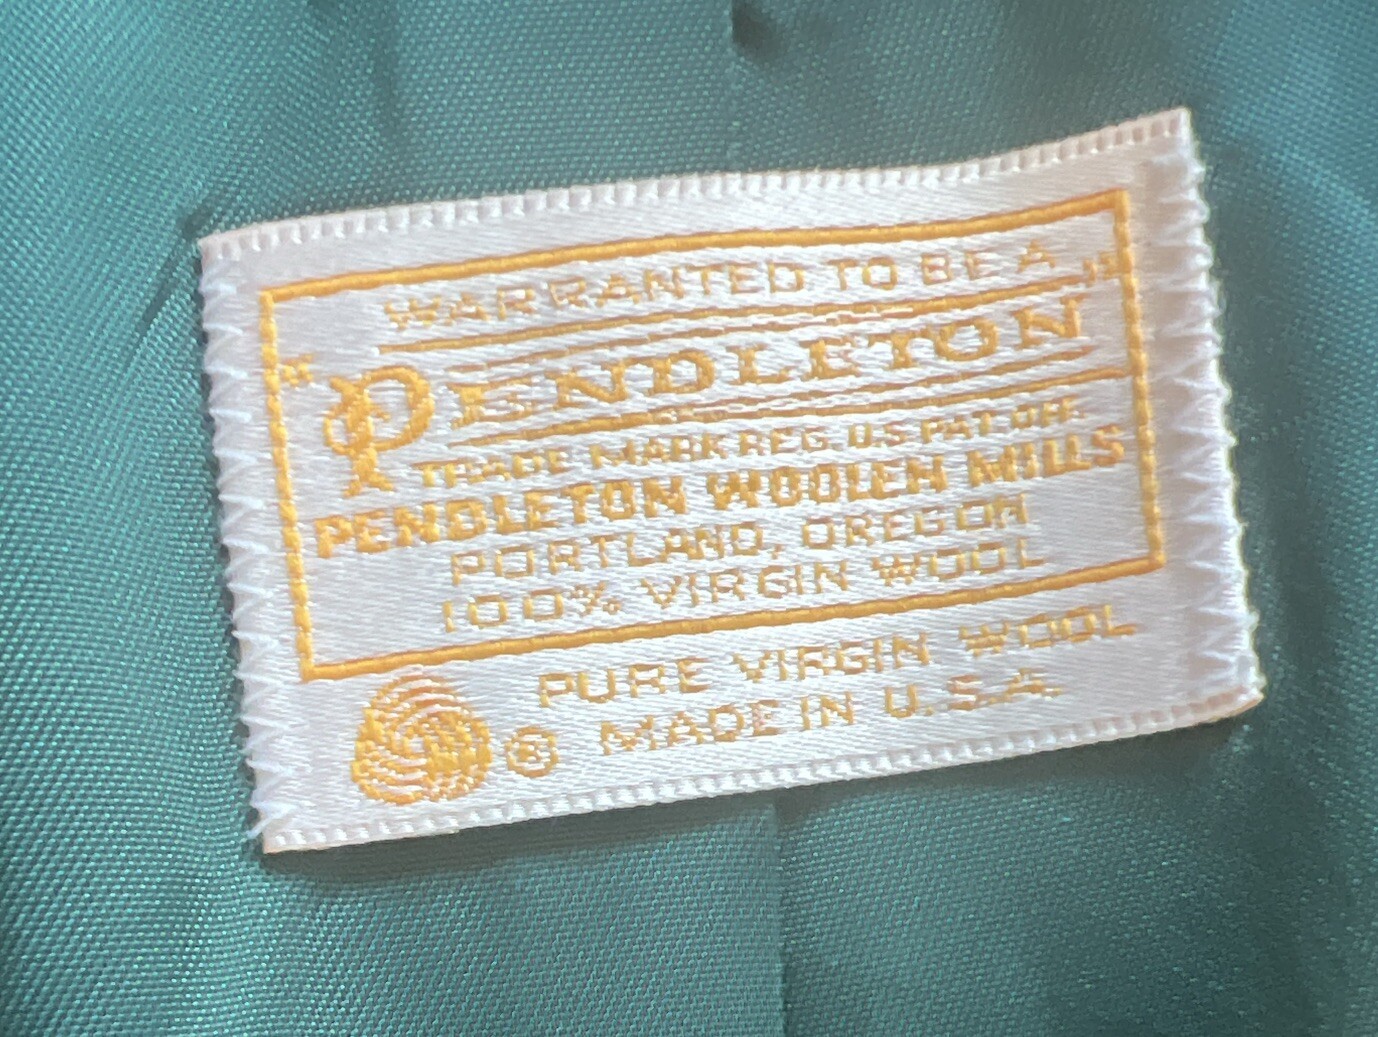 WARRANTED TO BE A
"PENDLETON"
TRADE MARK REG. U.S. PAT. OFF.
PENDLETON WOOLEN MILLS
PORTLAND, OREGON
100% VIRGIN WOOL
PURE VIRGIN WOOL
® MADE IN U.S.A.